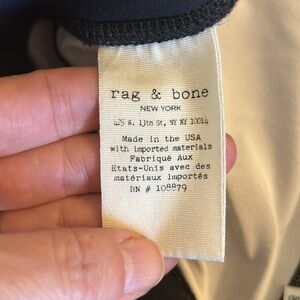 rag & bone
NEW YORK
425 W. 13th St, NY NY 10014
Made in the USA
with imported materials
Fabriqué Aux
Etats-Unis avec des
matériaux importés
RN # 108879